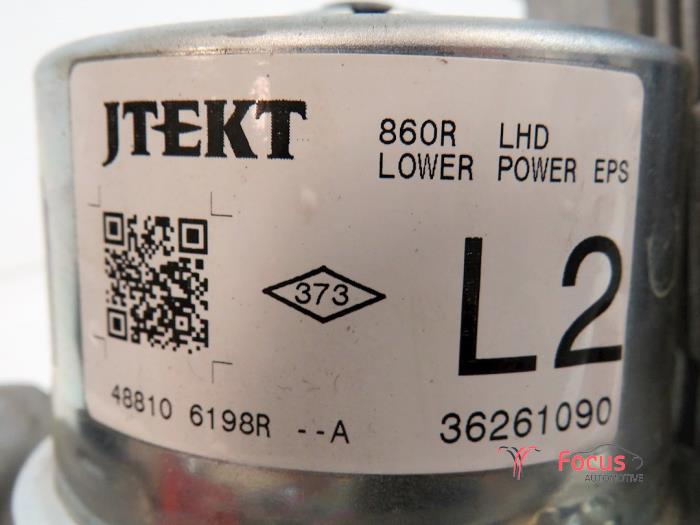 JTEKT
860R LHD
LOWER POWER EPS
373
L2
48810 6198R --A
36261090
Focus
AUTOMOTIVE